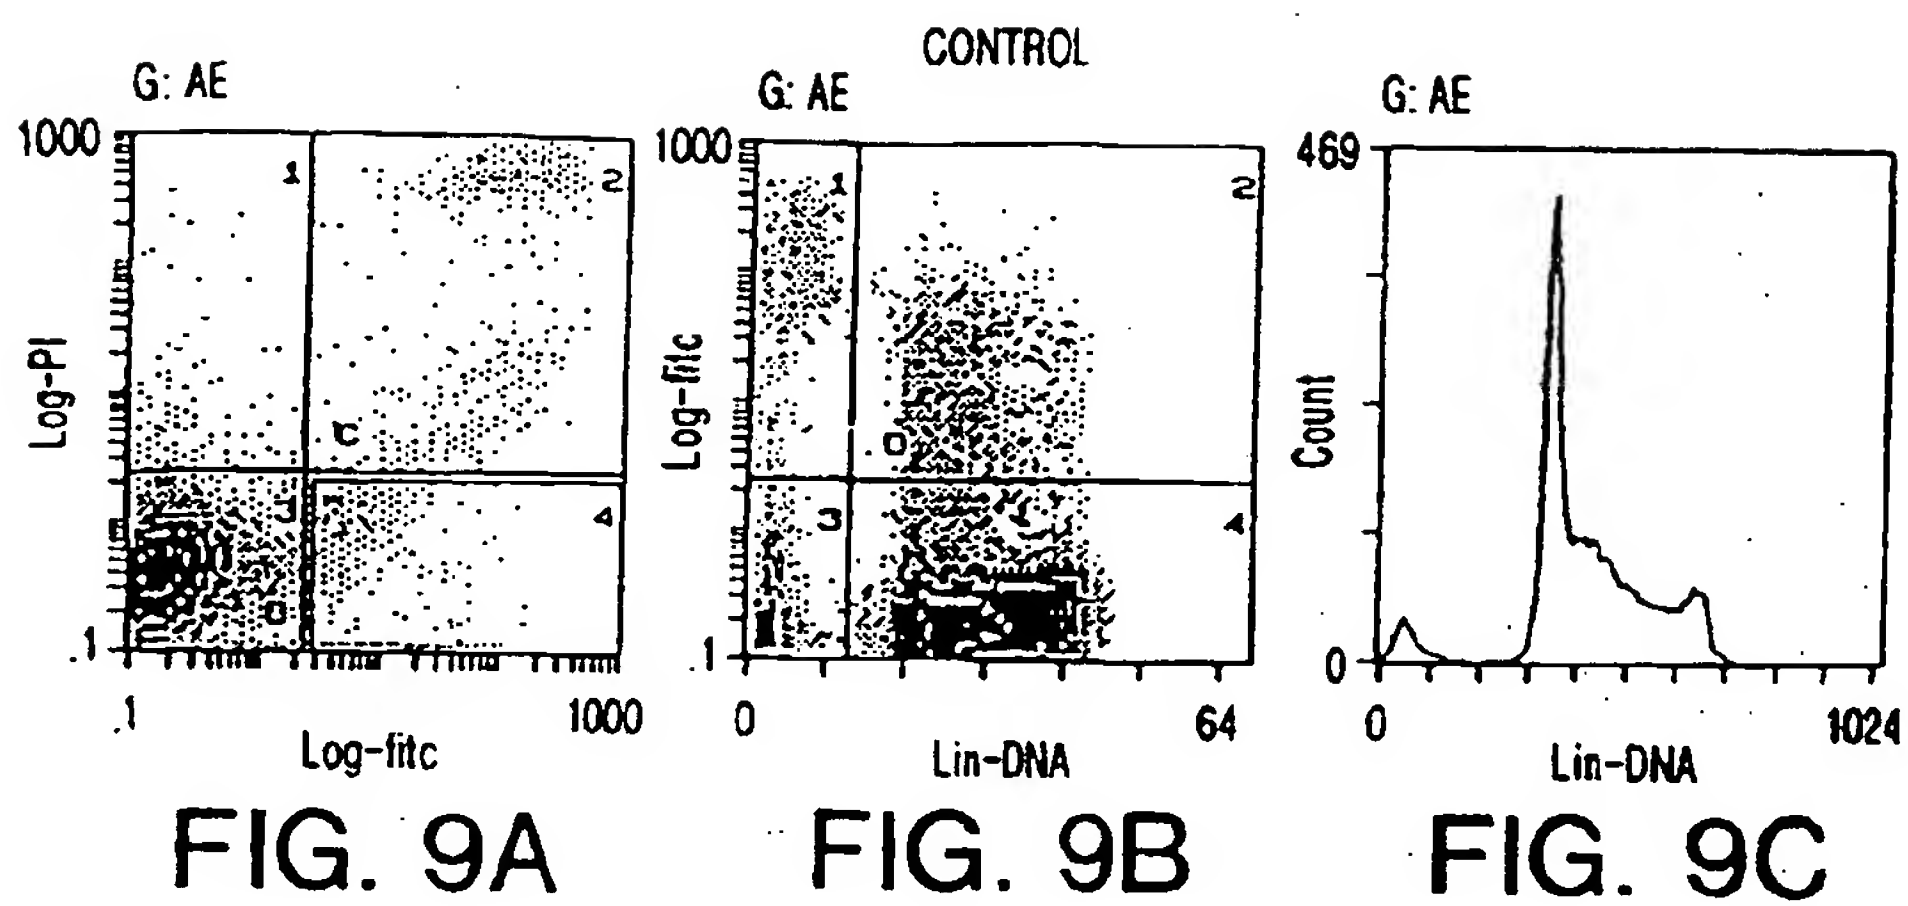 CONTROL
G: AE
1000
Log-PI
1
2
C
3
4
D
.1
.1
1000
Log-fitc
FIG. 9A
G: AE
1000
Log-fitc
1
2
D
3
4
.1
0
64
Lin-DNA
FIG. 9B
G: AE
469
Count
0
0
1024
Lin-DNA
FIG. 9C